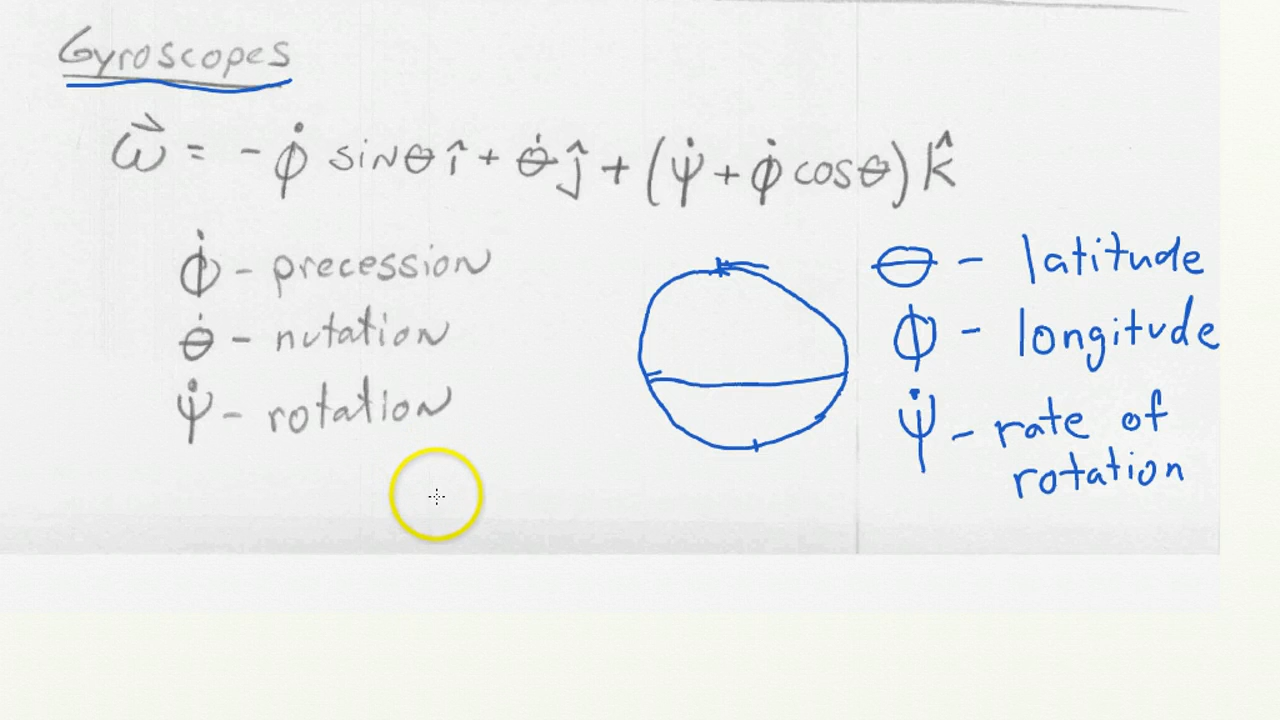 Gyroscopes
ω⃗ = - φ̇ sinθ î + θ̇ ĵ + (ψ̇ + φ̇ cosθ) k̂
φ̇ - precession
θ̇ - nutation
ψ̇ - rotation
θ - latitude
φ - longitude
ψ̇ - rate of
rotation